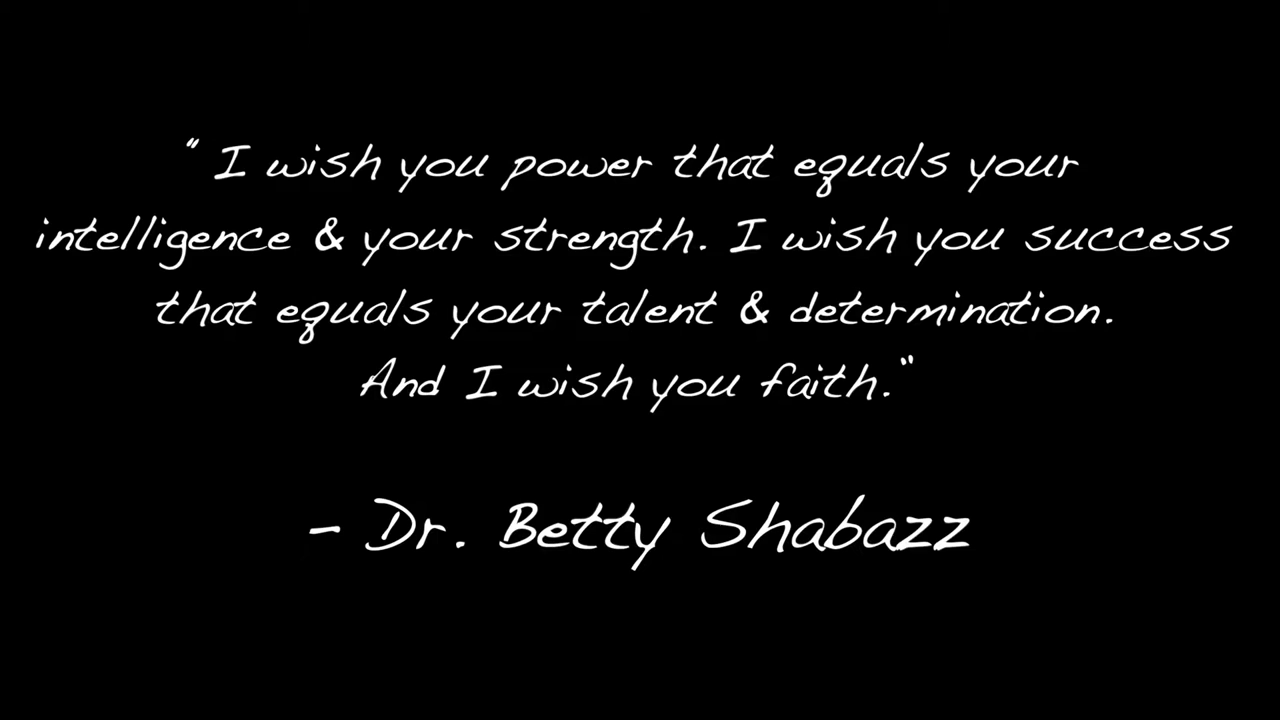 "I wish you power that equals your
intelligence & your strength. I wish you success
that equals your talent & determination.
And I wish you faith."
- Dr. Betty Shabazz